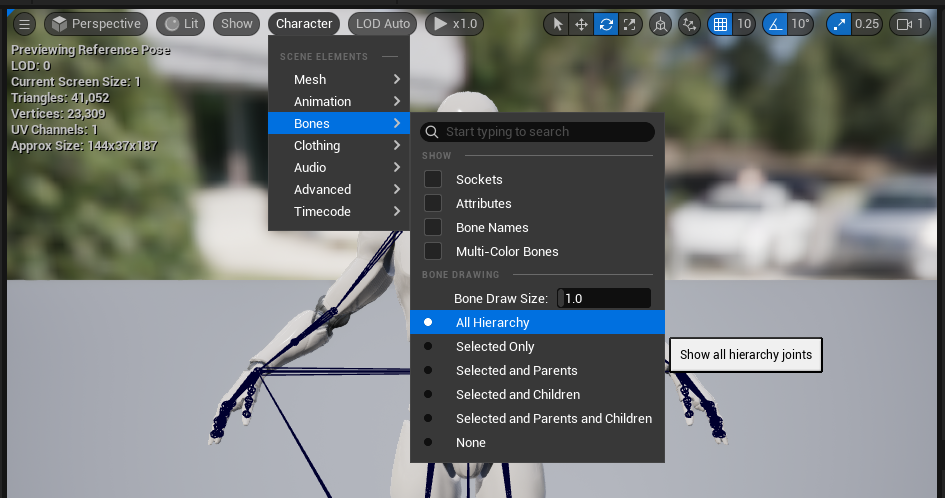 Perspective Lit Show Character LOD Auto x1.0 10 10° 0.25 1
Previewing Reference Pose
LOD: 0
Current Screen Size: 1
Triangles: 41,052
Vertices: 23,309
UV Channels: 1
Approx Size: 144x37x187
SCENE ELEMENTS
Mesh
Animation
Bones
Clothing
Audio
Advanced
Timecode
Start typing to search
SHOW
Sockets
Attributes
Bone Names
Multi-Color Bones
BONE DRAWING
Bone Draw Size: 1.0
All Hierarchy
Selected Only
Selected and Parents
Selected and Children
Selected and Parents and Children
None
Show all hierarchy joints